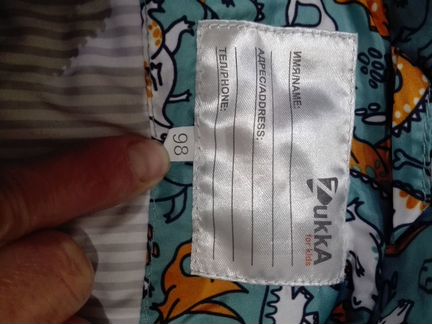 ZukkA
for kids
ИМЯ/NAME:
АДРЕС/ADDRESS:
ТЕЛ/PHONE:
98